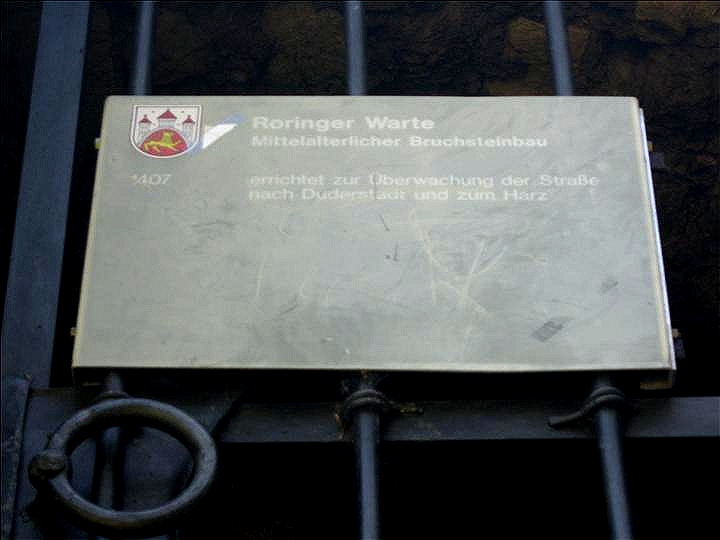 Roringer Warte
Mittelalterlicher Bruchsteinbau
1407 errichtet zur Überwachung der Straße
nach Duderstadt und zum Harz